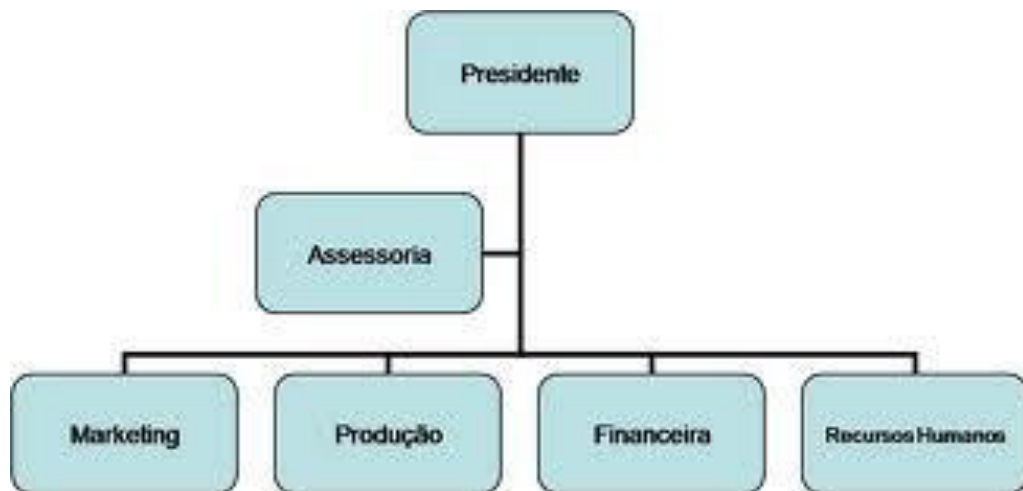 Presidente
Assessoria
Marketing
Produção
Financeira
Recursos Humanos